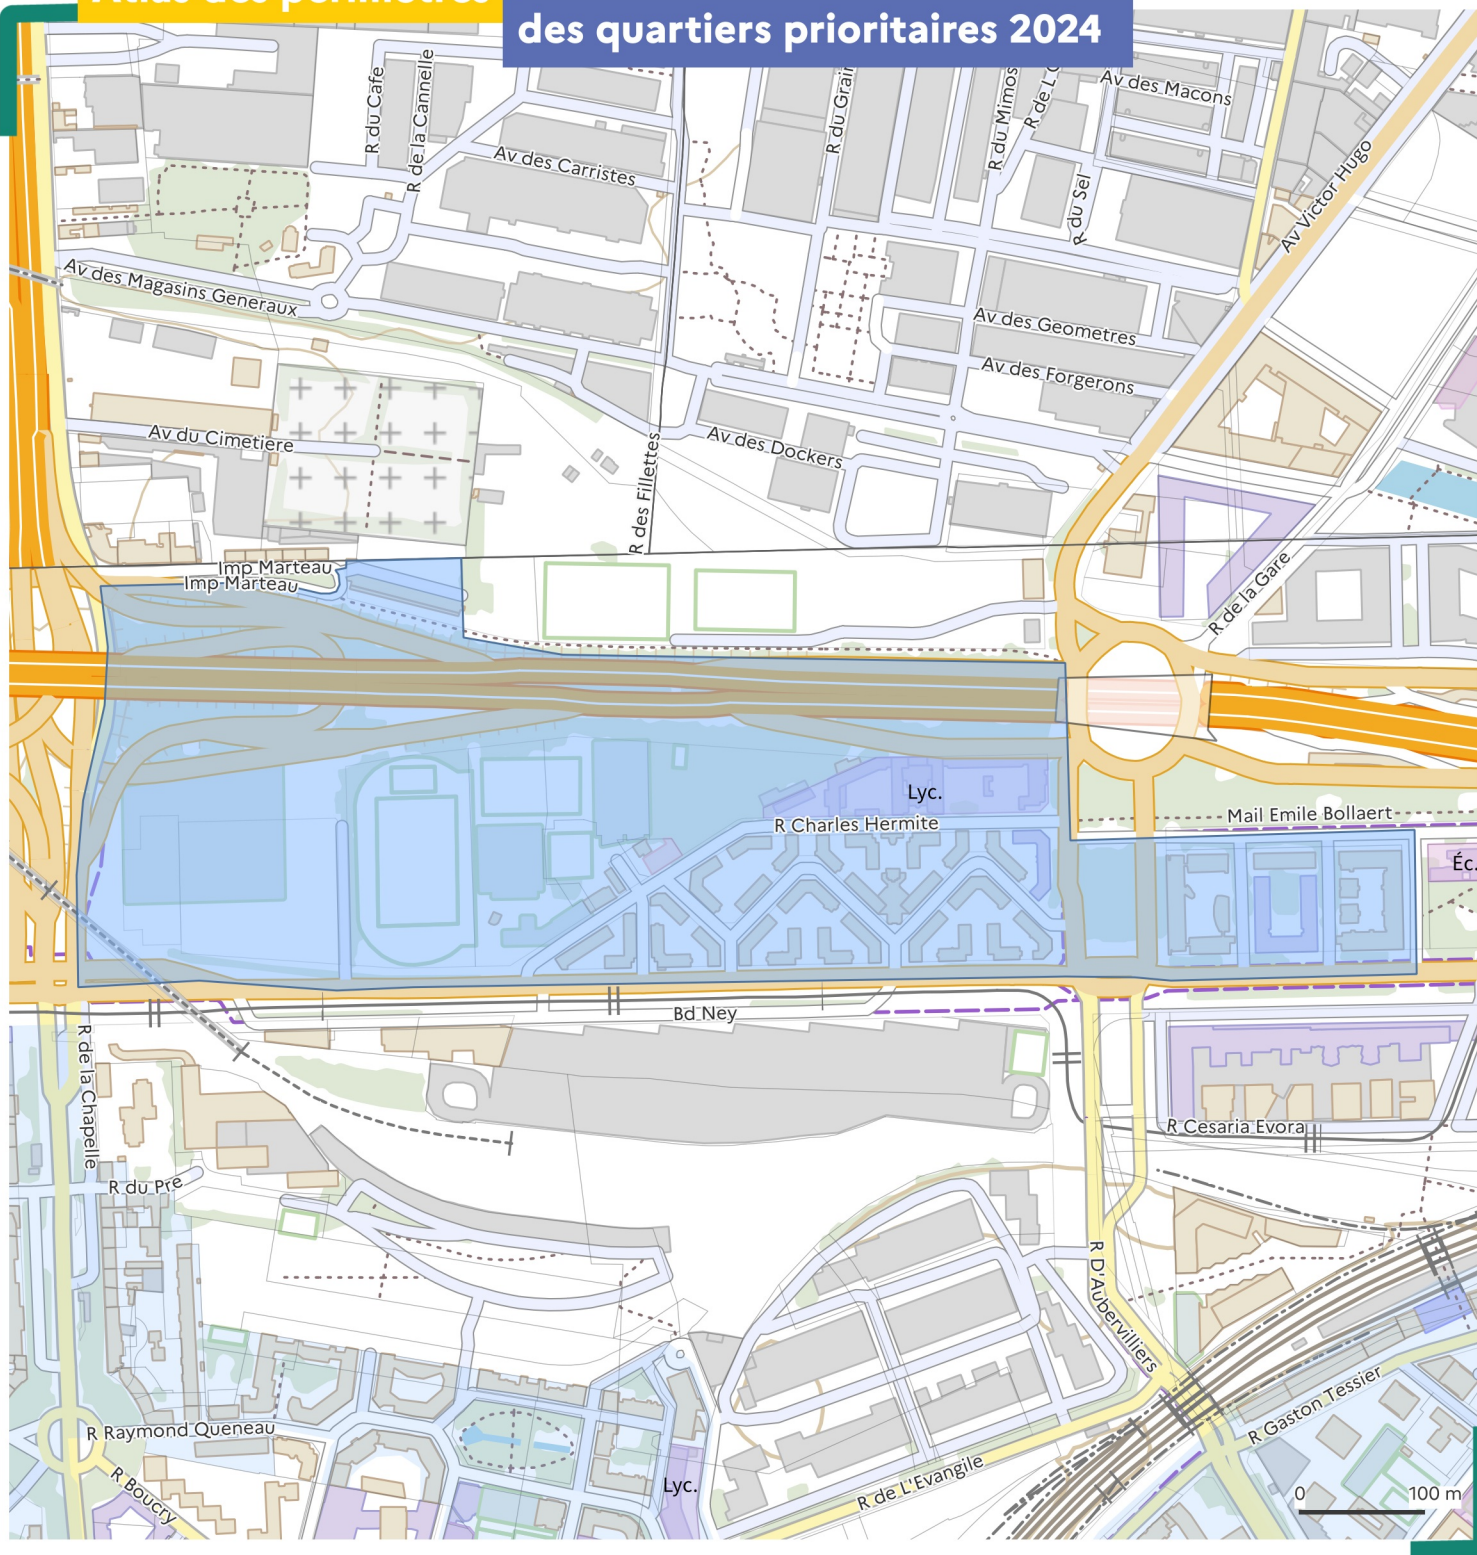 Atlas des périmètres
des quartiers prioritaires 2024
R du Cafe
R de la Cannelle
Av des Carristes
R du Grain
R du Mimos
R de L'O
Av des Macons
R du Sel
Av Victor Hugo
Av des Magasins Generaux
Av des Geometres
Av des Forgerons
Av du Cimetiere
Av des Dockers
R des Fillettes
Imp Marteau
Imp Marteau
R de la Gare
Lyc.
R Charles Hermite
Mail Emile Bollaert
Éc.
Bd Ney
R de la Chapelle
R Cesaria Evora
R du Pre
R D'Aubervilliers
R Gaston Tessier
R Raymond Queneau
R Boucry
Lyc.
R de L'Evangile
0 100 m